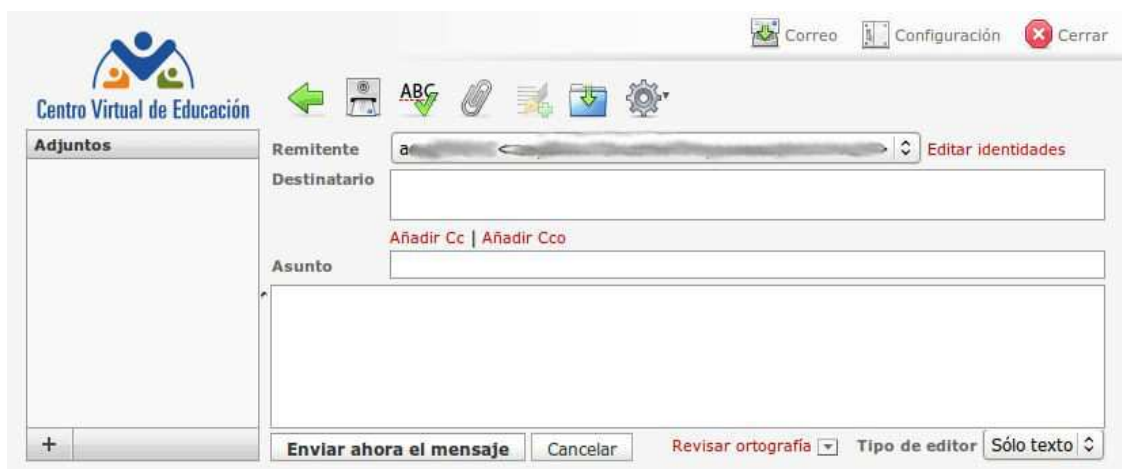 Correo Configuración Cerrar
Centro Virtual de Educación
ABC
Adjuntos
Remitente Editar identidades
Destinatario
Añadir Cc | Añadir Cco
Asunto
+ Enviar ahora el mensaje Cancelar Revisar ortografía Tipo de editor Sólo texto